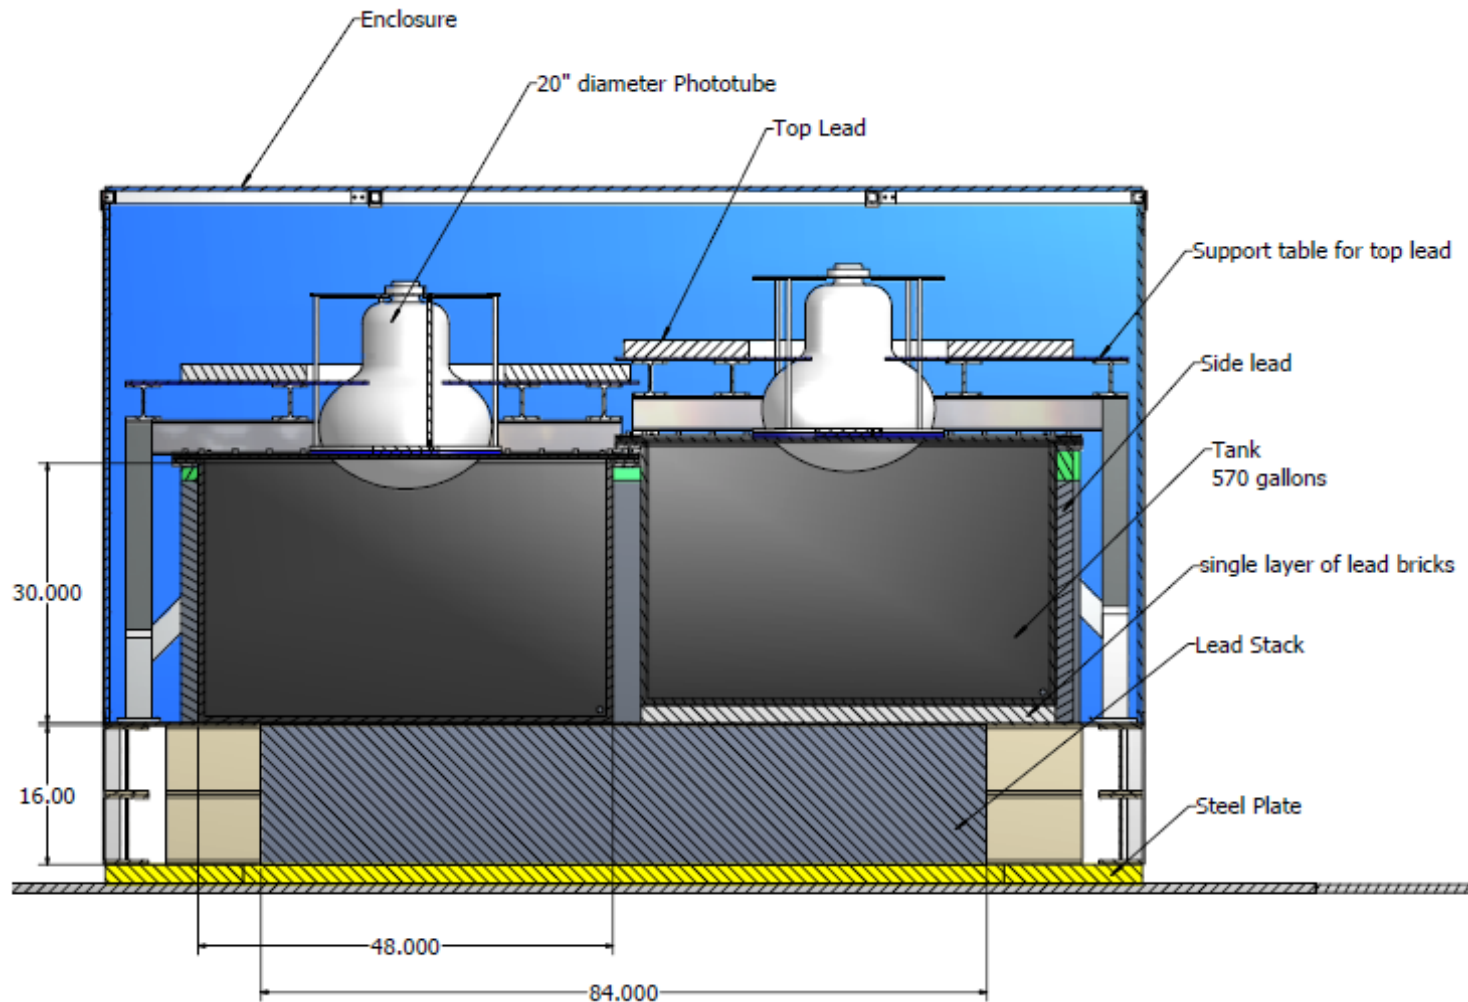 Enclosure
20" diameter Phototube
Top Lead
Support table for top lead
Side lead
Tank
570 gallons
single layer of lead bricks
30.000
Lead Stack
16.00
Steel Plate
48.000
84.000